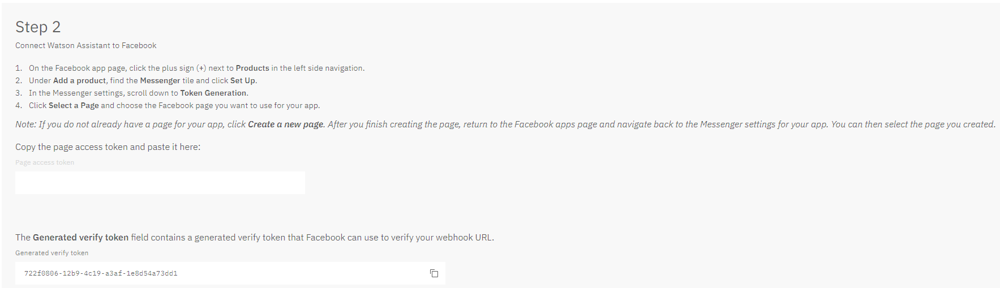 Step 2
Connect Watson Assistant to Facebook
1. On the Facebook app page, click the plus sign (+) next to Products in the left side navigation.
2. Under Add a product, find the Messenger tile and click Set Up.
3. In the Messenger settings, scroll down to Token Generation.
4. Click Select a Page and choose the Facebook page you want to use for your app.
Note: If you do not already have a page for your app, click Create a new page. After you finish creating the page, return to the Facebook apps page and navigate back to the Messenger settings for your app. You can then select the page you created.
Copy the page access token and paste it here:
Page access token
The Generated verify token field contains a generated verify token that Facebook can use to verify your webhook URL.
Generated verify token
722f0806-12b9-4c19-a3af-1e8d54a73dd1